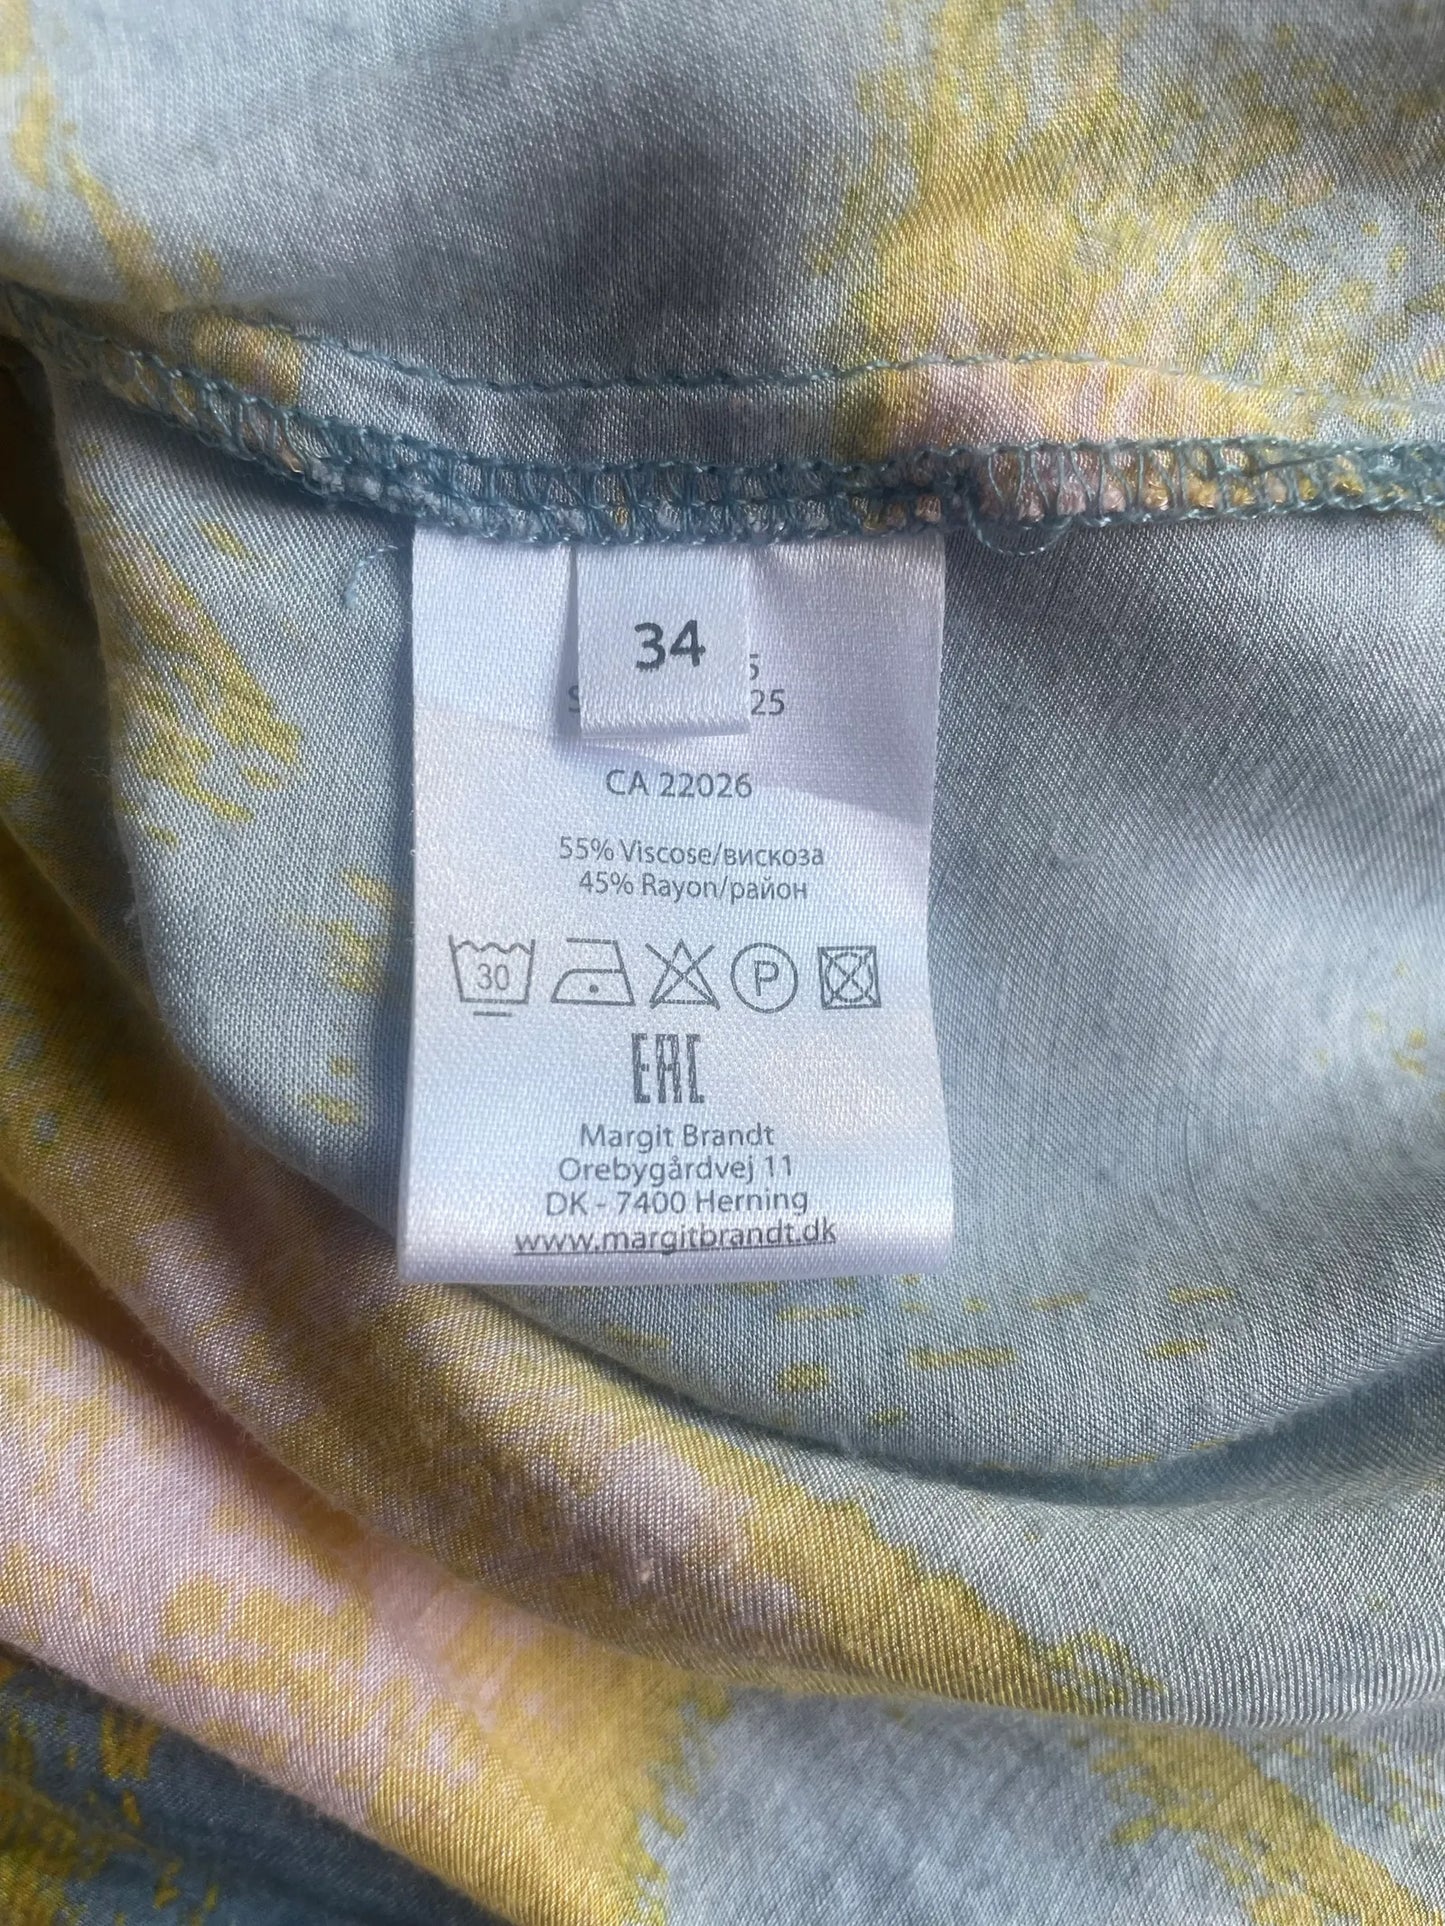 34
25
CA 22026
55% Viscose/вискоза
45% Rayon/район
30
P
EAC
Margit Brandt
Orebygårdvej 11
DK - 7400 Herning
www.margitbrandt.dk